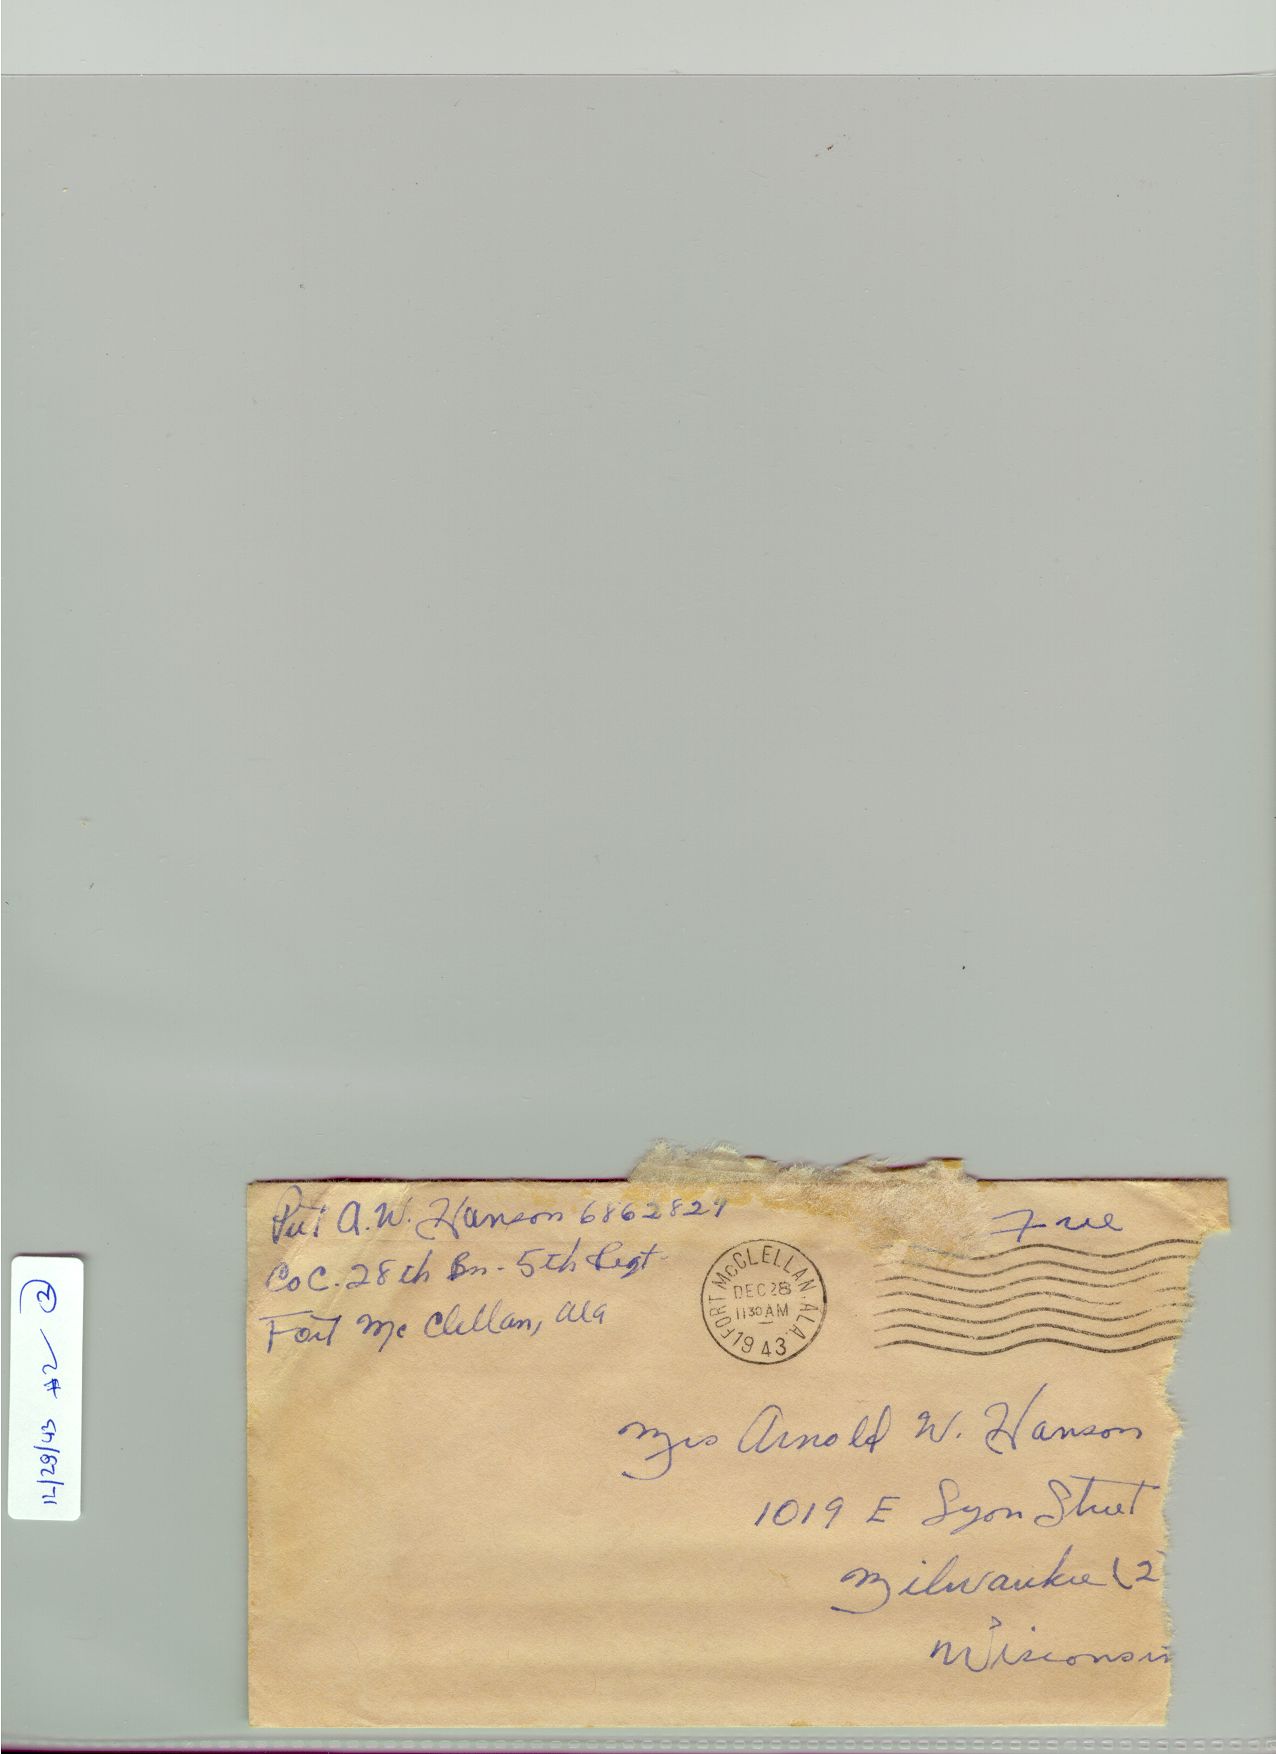 Pvt A.W. Hanson 6862829
Co C. 28th Bn - 5th Regt
Fort Mc Clellan, Ala
Free
FORT McCLELLAN, ALA.
DEC 28
11 30 AM
1943
Mrs Arnold W. Hanson
1019 E Lyon Street
Milwaukee (2
Wisconsin
12/29/43 #2 2